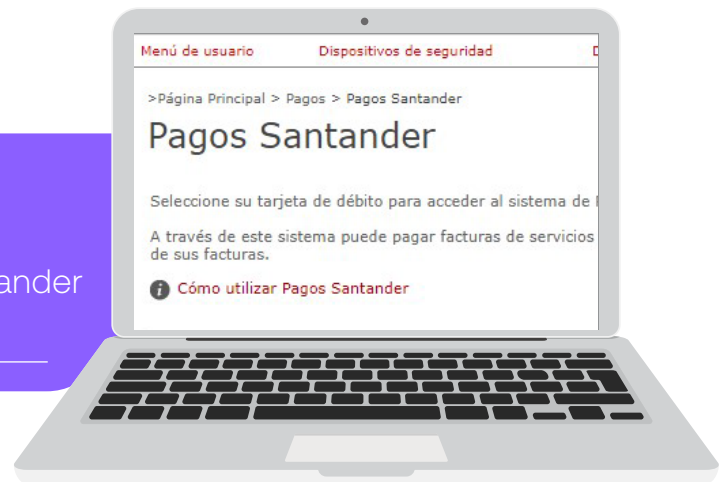 Menú de usuario Dispositivos de seguridad
>Página Principal > Pagos > Pagos Santander
Pagos Santander
Seleccione su tarjeta de débito para acceder al sistema de
A través de este sistema puede pagar facturas de servicios
de sus facturas.
Cómo utilizar Pagos Santander
ander